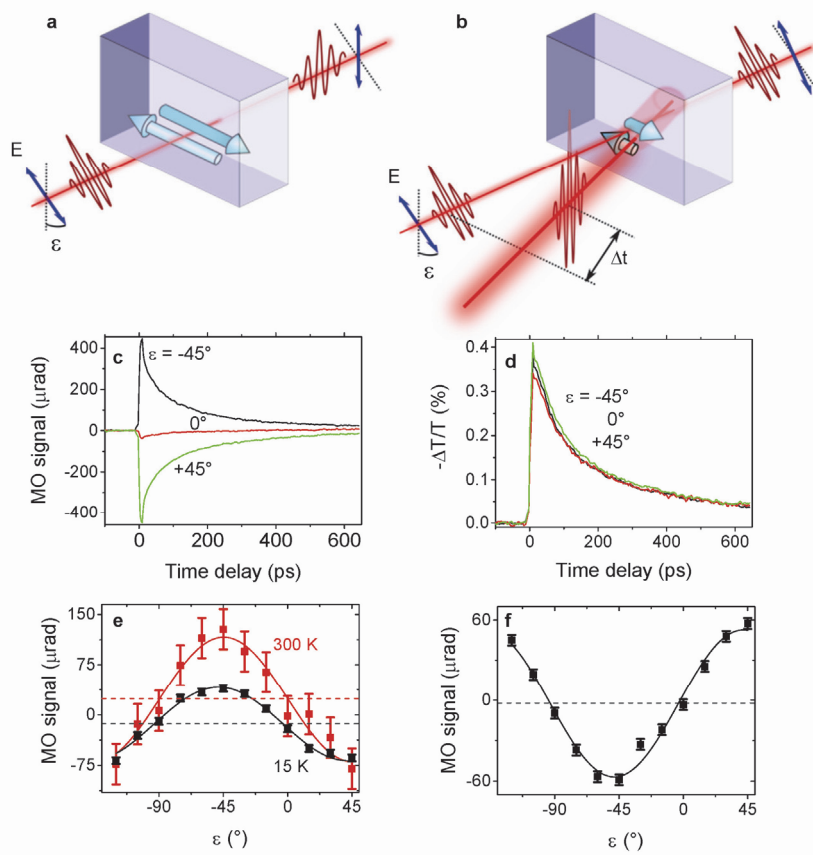 a
b
E
ε
E
ε
Δt
c
ε = -45°
0°
+45°
MO signal (μrad)
400
200
0
-200
-400
0 200 400 600
Time delay (ps)
d
ε = -45°
0°
+45°
-ΔT/T (%)
0.4
0.3
0.2
0.1
0.0
0 200 400 600
Time delay (ps)
e
300 K
15 K
MO signal (μrad)
150
75
0
-75
-90 -45 0 45
ε (°)
f
MO signal (μrad)
60
0
-60
-90 -45 0 45
ε (°)